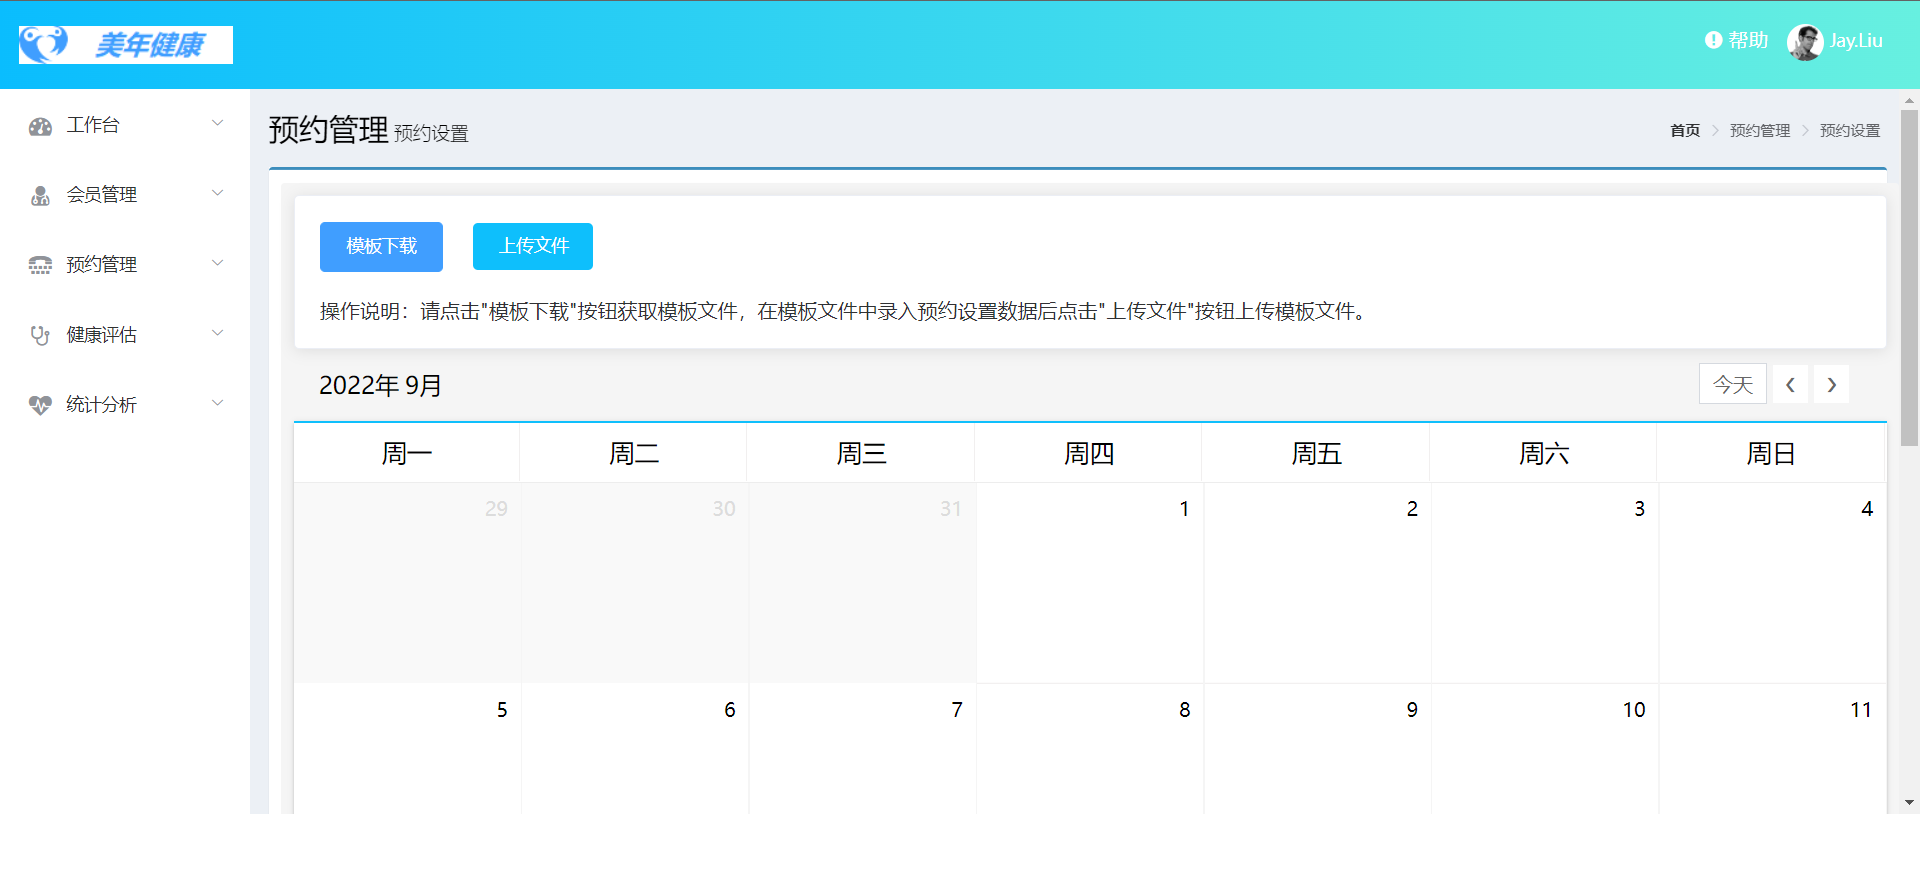 美年健康
帮助 Jay.Liu
工作台
会员管理
预约管理
健康评估
统计分析
预约管理 预约设置
首页 预约管理 预约设置
模板下载 上传文件
操作说明：请点击"模板下载"按钮获取模板文件，在模板文件中录入预约设置数据后点击"上传文件"按钮上传模板文件。
2022年 9月
今天 ❮ ❯
周一 周二 周三 周四 周五 周六 周日
29 30 31 1 2 3 4
5 6 7 8 9 10 11